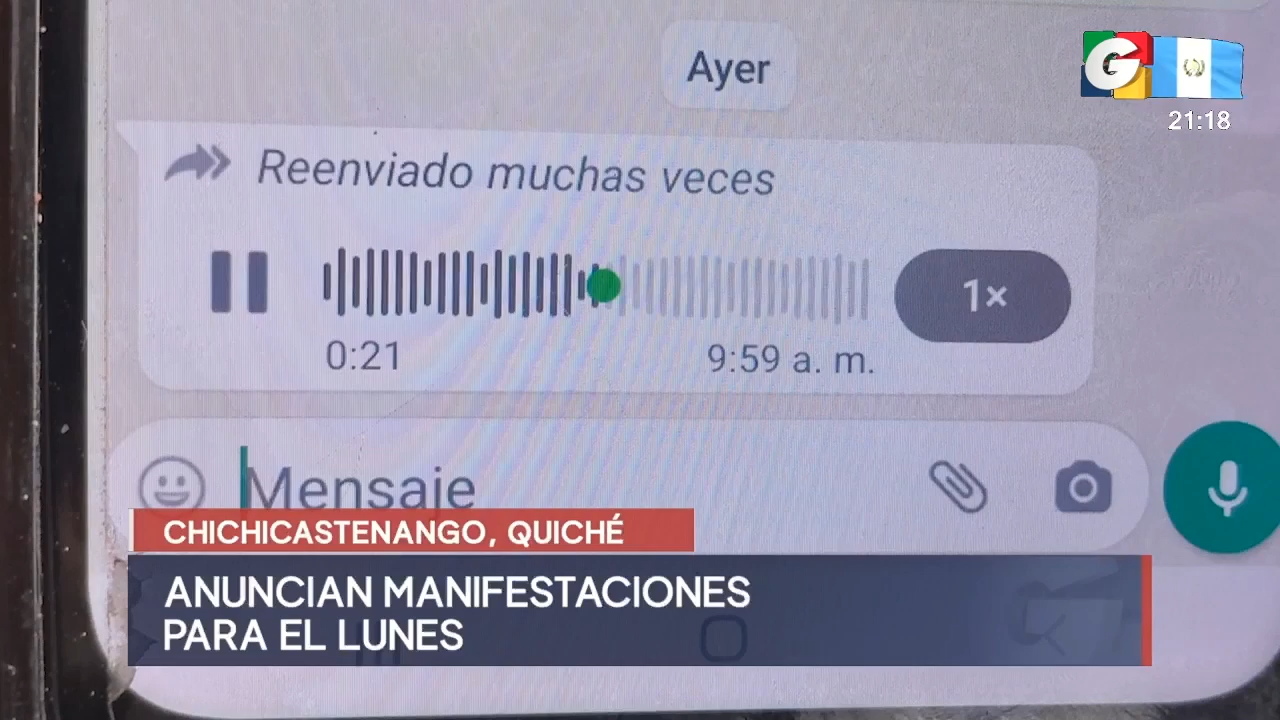 Ayer
G
21:18
Reenviado muchas veces
1×
0:21
9:59 a. m.
Mensaje
CHICHICASTENANGO, QUICHÉ
ANUNCIAN MANIFESTACIONES
PARA EL LUNES